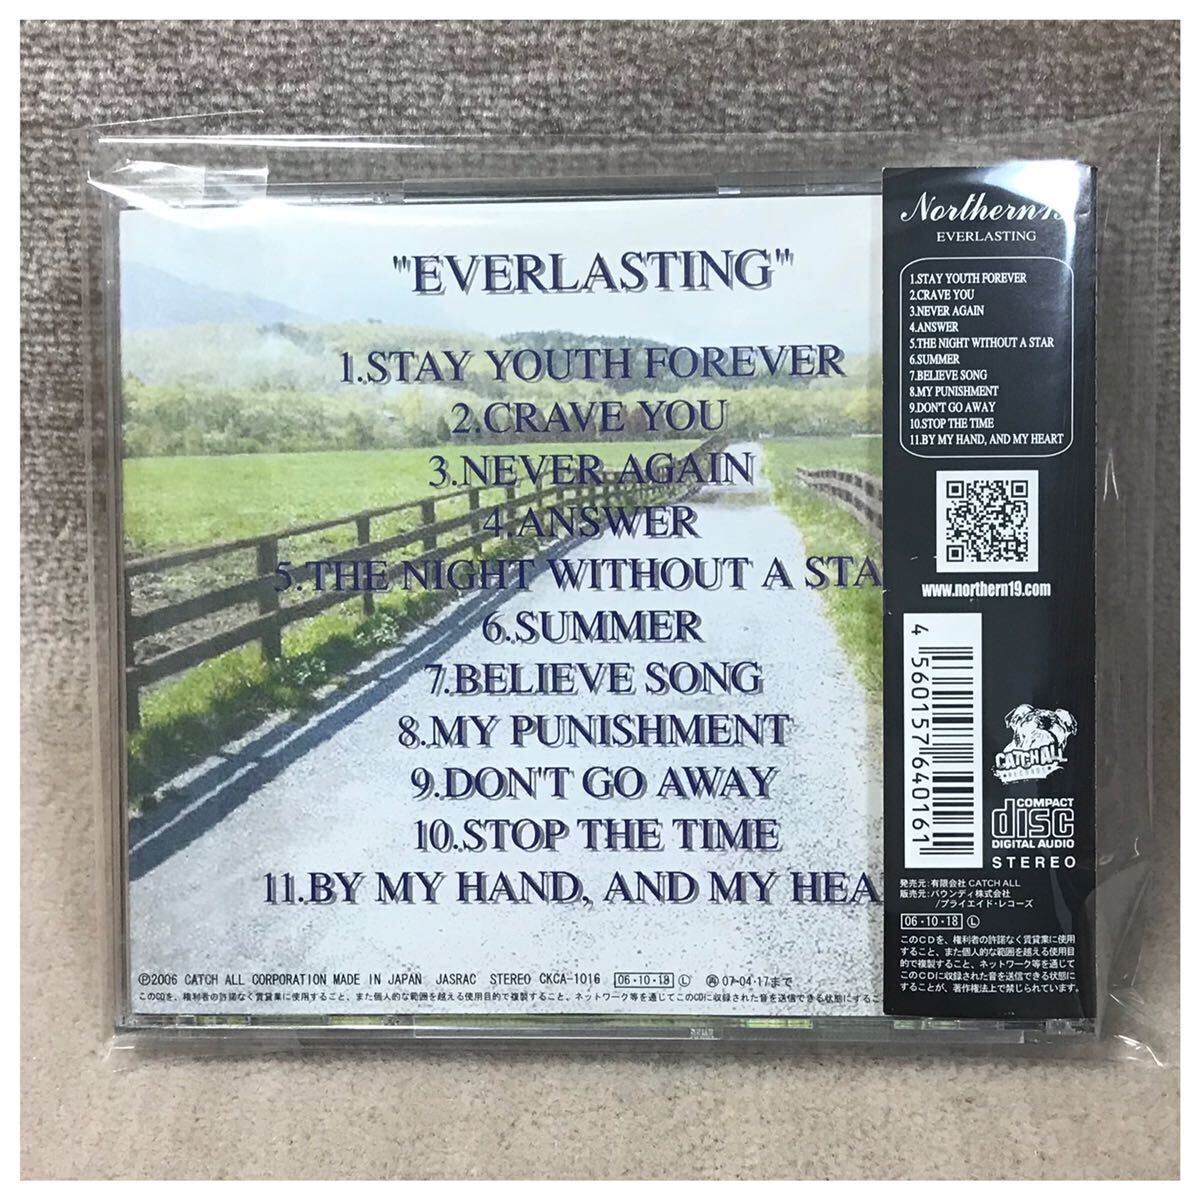 "EVERLASTING"
1.STAY YOUTH FOREVER
2.CRAVE YOU
3.NEVER AGAIN
4.ANSWER
5.THE NIGHT WITHOUT A STA
6.SUMMER
7.BELIEVE SONG
8.MY PUNISHMENT
9.DON'T GO AWAY
10.STOP THE TIME
11.BY MY HAND, AND MY HEA
Ⓟ2006 CATCH ALL CORPORATION MADE IN JAPAN JASRAC STEREO CKCA-1016 06・10・18 Ⓛ ㋫07・04・17まで
このCDを、権利者の許諾なく賃貸業に使用すること、また個人的な範囲を越える使用目的で複製すること、ネットワーク等を通じてこのCDに収録された音を送信できる状態にするこ
Northern19
EVERLASTING
1.STAY YOUTH FOREVER
2.CRAVE YOU
3.NEVER AGAIN
4.ANSWER
5.THE NIGHT WITHOUT A STAR
6.SUMMER
7.BELIEVE SONG
8.MY PUNISHMENT
9.DON'T GO AWAY
10.STOP THE TIME
11.BY MY HAND, AND MY HEART
www.northern19.com
4 560157 640161
CATCH ALL
RECORDS
COMPACT
disc
DIGITAL AUDIO
STEREO
発売元:有限会社 CATCH ALL
販売元:バウンディ株式会社
/ブライエイド・レコーズ
06・10・18 Ⓛ
このCDを、権利者の許諾なく賃貸業に使用
すること、また個人的な範囲を越える使用目
的で複製すること、ネットワーク等を通じて
このCDに収録された音を送信できる状態に
することが、著作権法上で禁じられています。